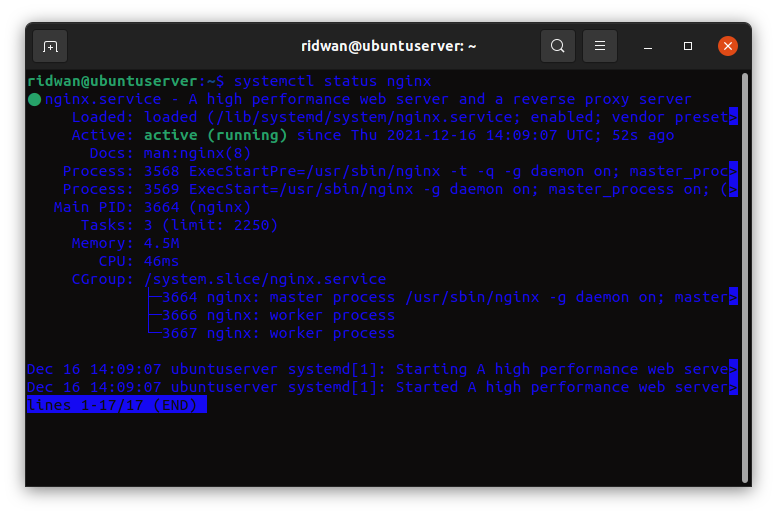 ridwan@ubuntuserver: ~
ridwan@ubuntuserver:~$ systemctl status nginx
● nginx.service - A high performance web server and a reverse proxy server
     Loaded: loaded (/lib/systemd/system/nginx.service; enabled; vendor preset>
     Active: active (running) since Thu 2021-12-16 14:09:07 UTC; 52s ago
       Docs: man:nginx(8)
    Process: 3568 ExecStartPre=/usr/sbin/nginx -t -q -g daemon on; master_proc>
    Process: 3569 ExecStart=/usr/sbin/nginx -g daemon on; master_process on; (>
   Main PID: 3664 (nginx)
      Tasks: 3 (limit: 2250)
     Memory: 4.5M
        CPU: 46ms
     CGroup: /system.slice/nginx.service
             ├─3664 nginx: master process /usr/sbin/nginx -g daemon on; master>
             ├─3666 nginx: worker process
             └─3667 nginx: worker process
Dec 16 14:09:07 ubuntuserver systemd[1]: Starting A high performance web serve>
Dec 16 14:09:07 ubuntuserver systemd[1]: Started A high performance web server>
lines 1-17/17 (END)